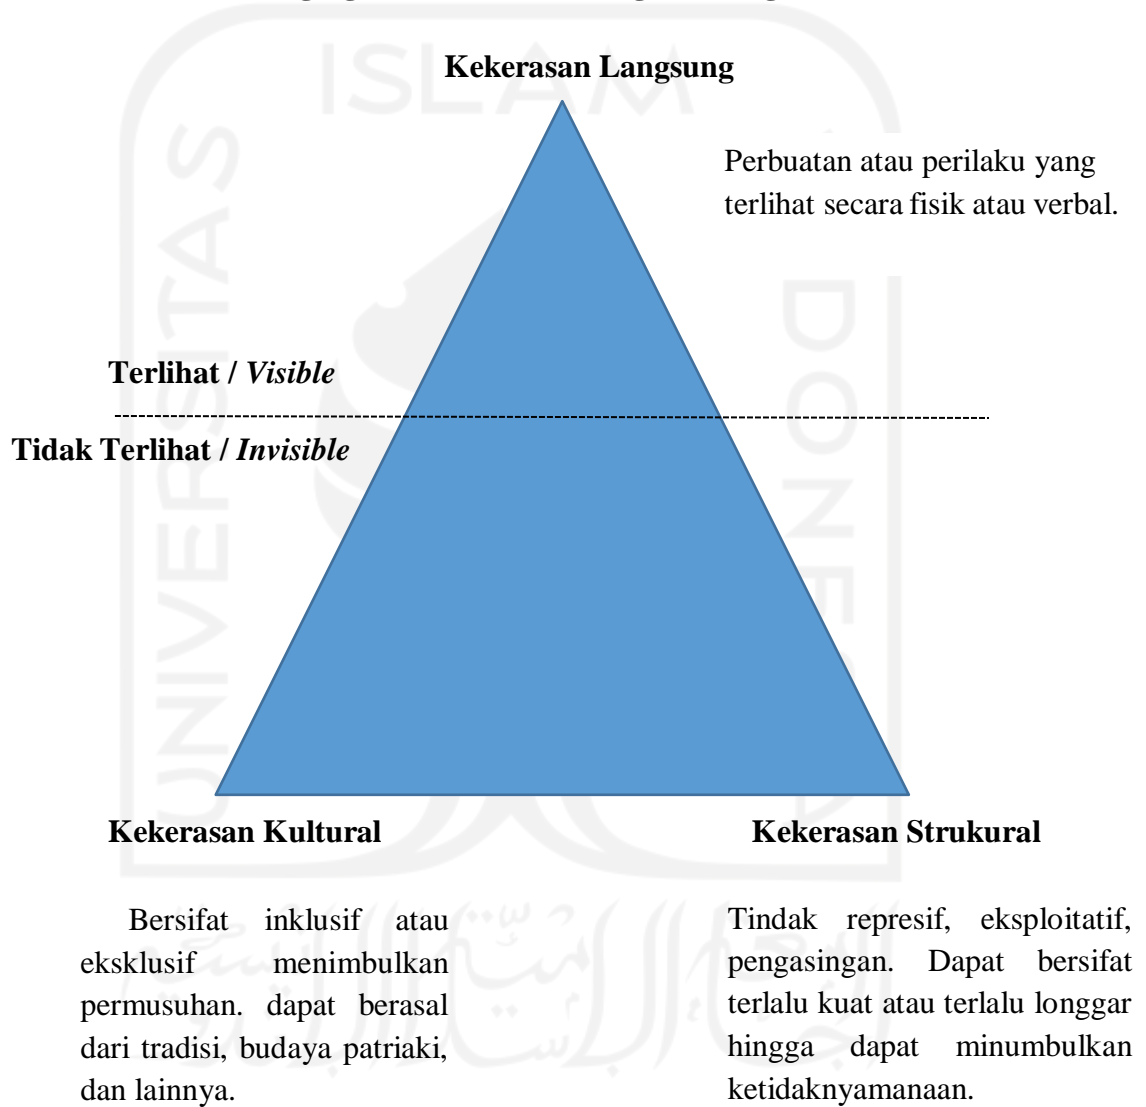 Kekerasan Langsung
Perbuatan atau perilaku yang
terlihat secara fisik atau verbal.
Terlihat / Visible
Tidak Terlihat / Invisible
Kekerasan Kultural
Kekerasan Strukural
Bersifat inklusif atau
eksklusif menimbulkan
permusuhan. dapat berasal
dari tradisi, budaya patriaki,
dan lainnya.
Tindak represif, eksploitatif,
pengasingan. Dapat bersifat
terlalu kuat atau terlalu longgar
hingga dapat minumbulkan
ketidaknyamanaan.
ISLAM
UNIVERSITAS